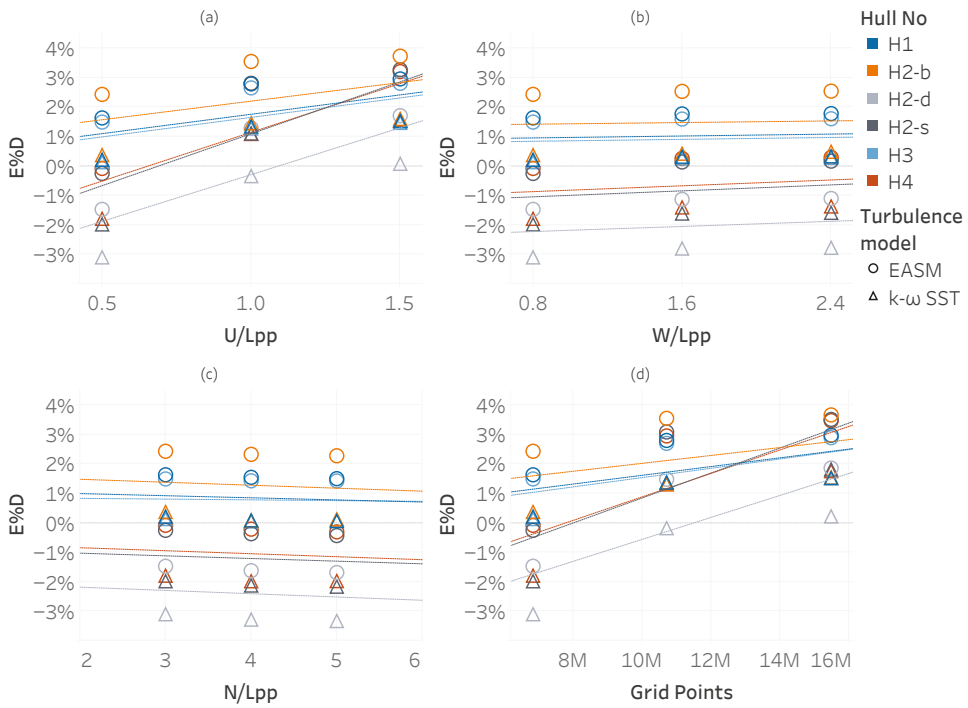 (a)
4%
3%
2%
1%
0%
−1%
−2%
−3%
E%D
0.5 1.0 1.5
U/Lpp
(b)
4%
3%
2%
1%
0%
−1%
−2%
−3%
E%D
0.8 1.6 2.4
W/Lpp
Hull No
H1
H2-b
H2-d
H2-s
H3
H4
Turbulence
model
EASM
k-ω SST
(c)
4%
3%
2%
1%
0%
−1%
−2%
−3%
E%D
2 3 4 5 6
N/Lpp
(d)
4%
3%
2%
1%
0%
−1%
−2%
−3%
E%D
8M 10M 12M 14M 16M
Grid Points